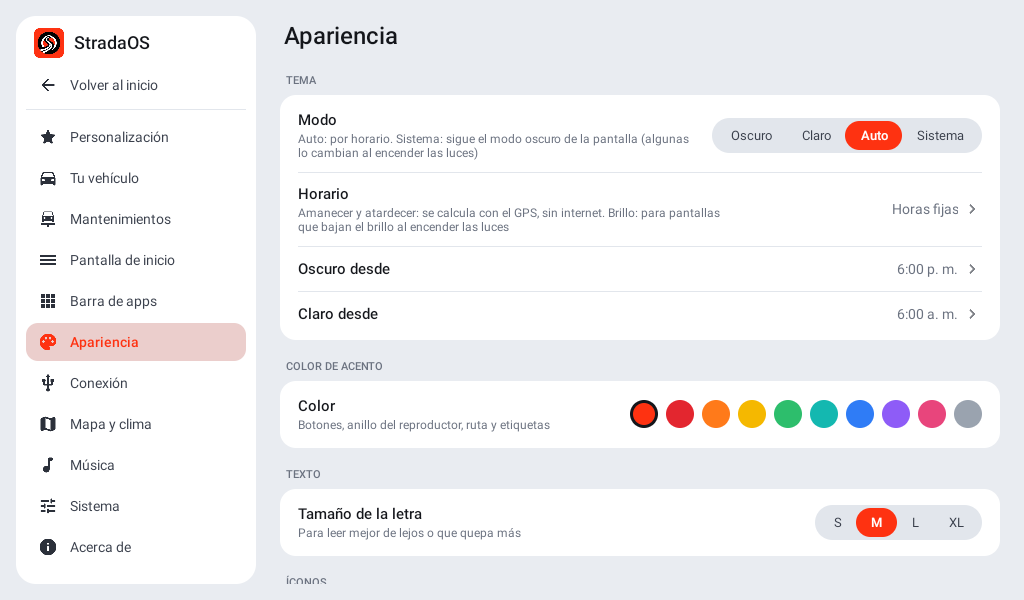 StradaOS
Volver al inicio
Personalización
Tu vehículo
Mantenimientos
Pantalla de inicio
Barra de apps
Apariencia
Conexión
Mapa y clima
Música
Sistema
Acerca de
Apariencia
TEMA
Modo
Auto: por horario. Sistema: sigue el modo oscuro de la pantalla (algunas
lo cambian al encender las luces)
Oscuro Claro Auto Sistema
Horario
Amanecer y atardecer: se calcula con el GPS, sin internet. Brillo: para pantallas
que bajan el brillo al encender las luces
Horas fijas
Oscuro desde
6:00 p. m.
Claro desde
6:00 a. m.
COLOR DE ACENTO
Color
Botones, anillo del reproductor, ruta y etiquetas
TEXTO
Tamaño de la letra
Para leer mejor de lejos o que quepa más
S M L XL
ÍCONOS